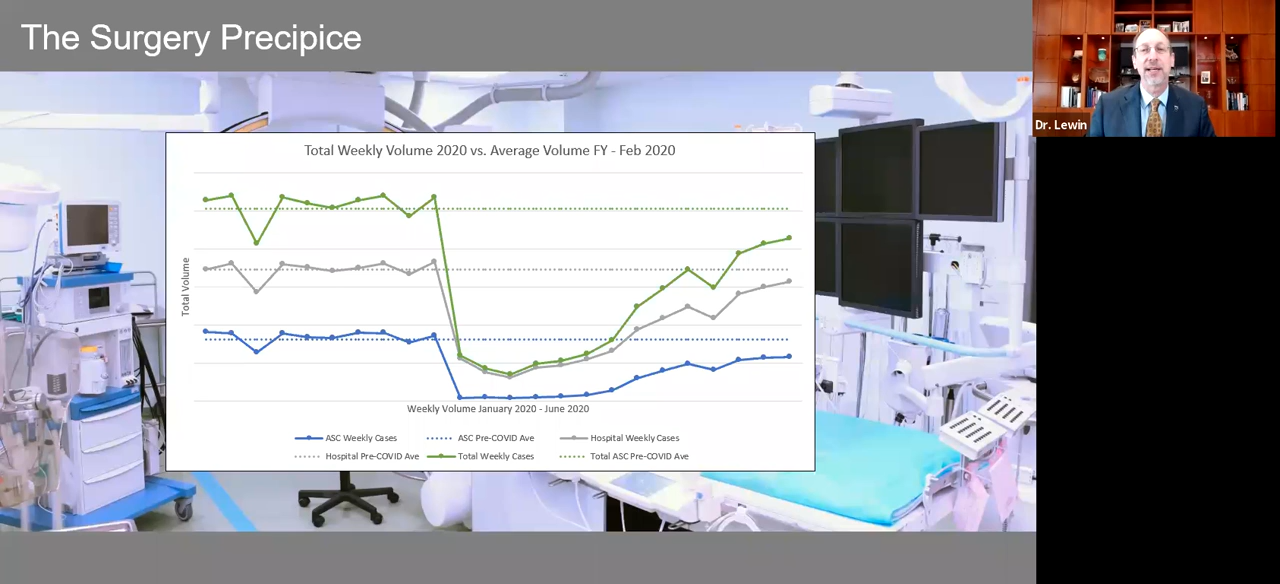 The Surgery Precipice
Dr. Lewin
Total Weekly Volume 2020 vs. Average Volume FY - Feb 2020
Total Volume
Weekly Volume January 2020 - June 2020
ASC Weekly Cases
ASC Pre-COVID Ave
Hospital Weekly Cases
Hospital Pre-COVID Ave
Total Weekly Cases
Total ASC Pre-COVID Ave